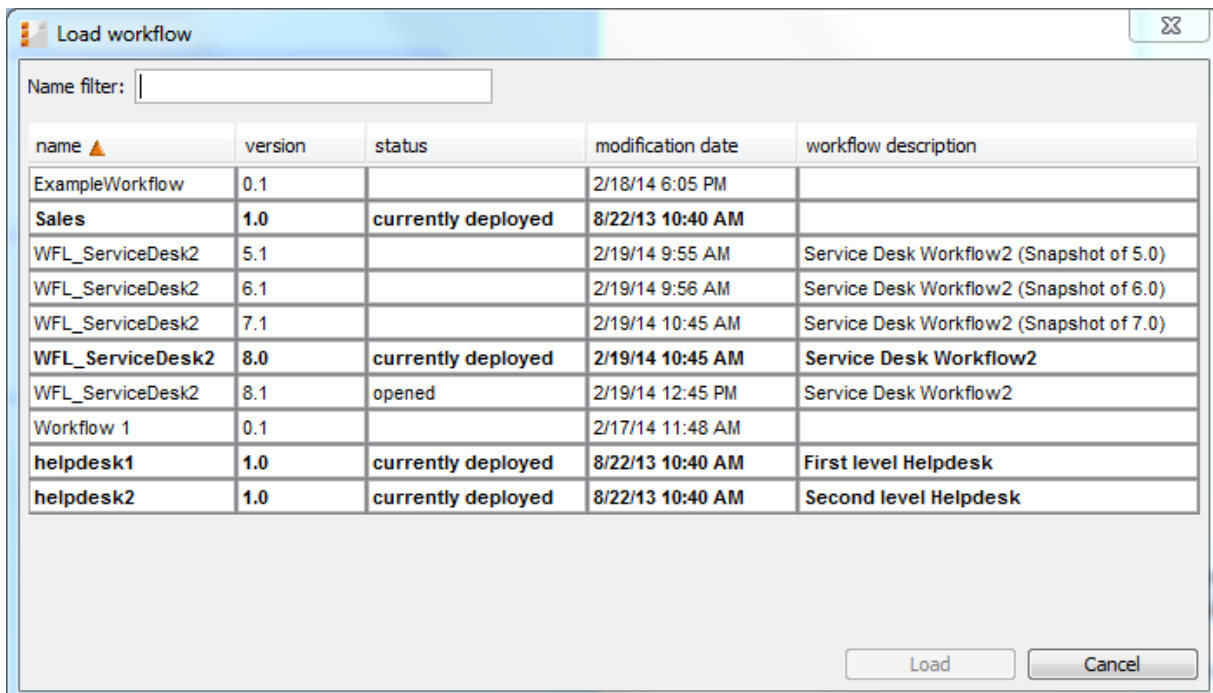 Load workflow
Name filter:
name version status modification date workflow description
ExampleWorkflow 0.1 2/18/14 6:05 PM
Sales 1.0 currently deployed 8/22/13 10:40 AM
WFL_ServiceDesk2 5.1 2/19/14 9:55 AM Service Desk Workflow2 (Snapshot of 5.0)
WFL_ServiceDesk2 6.1 2/19/14 9:56 AM Service Desk Workflow2 (Snapshot of 6.0)
WFL_ServiceDesk2 7.1 2/19/14 10:45 AM Service Desk Workflow2 (Snapshot of 7.0)
WFL_ServiceDesk2 8.0 currently deployed 2/19/14 10:45 AM Service Desk Workflow2
WFL_ServiceDesk2 8.1 opened 2/19/14 12:45 PM Service Desk Workflow2
Workflow 1 0.1 2/17/14 11:48 AM
helpdesk1 1.0 currently deployed 8/22/13 10:40 AM First level Helpdesk
helpdesk2 1.0 currently deployed 8/22/13 10:40 AM Second level Helpdesk
Load Cancel